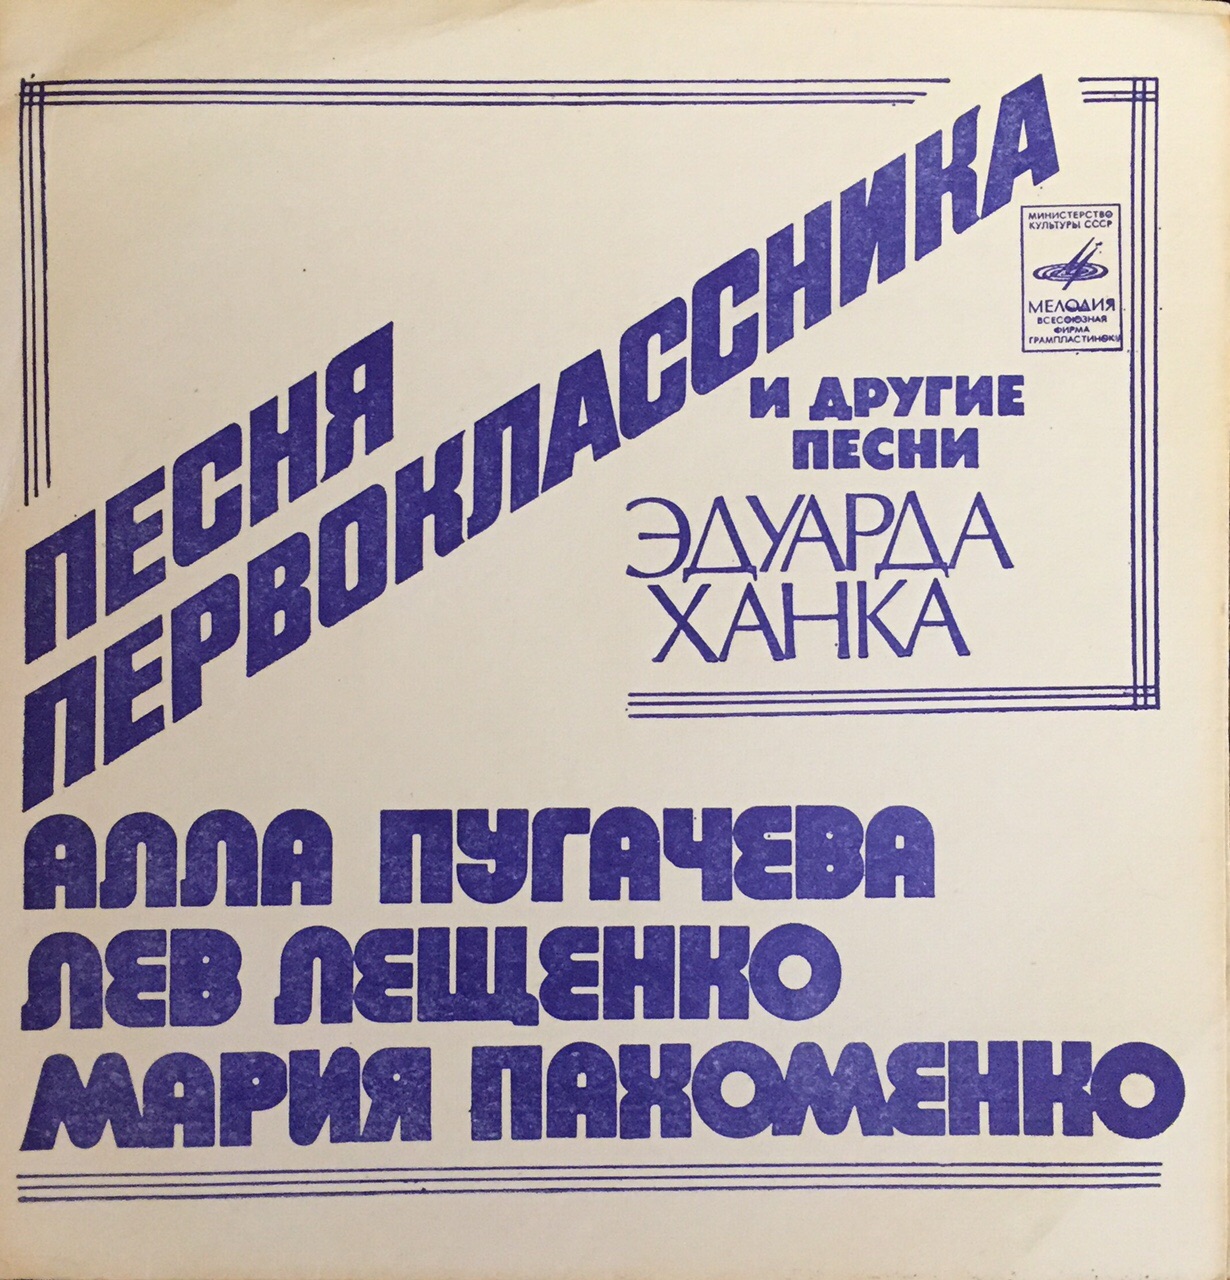 ПЕСНЯ
ПЕРВОКЛАССНИКА
МИНИСТЕРСТВО
КУЛЬТУРЫ СССР
МЕЛОДИЯ
ВСЕСОЮЗНАЯ
ФИРМА
ГРАМПЛАСТИНОК
И ДРУГИЕ
ПЕСНИ
ЭДУАРДА
ХАНКА
АЛЛА ПУГАЧЕВА
ЛЕВ ЛЕЩЕНКО
МАРИЯ ПАХОМЕНКО